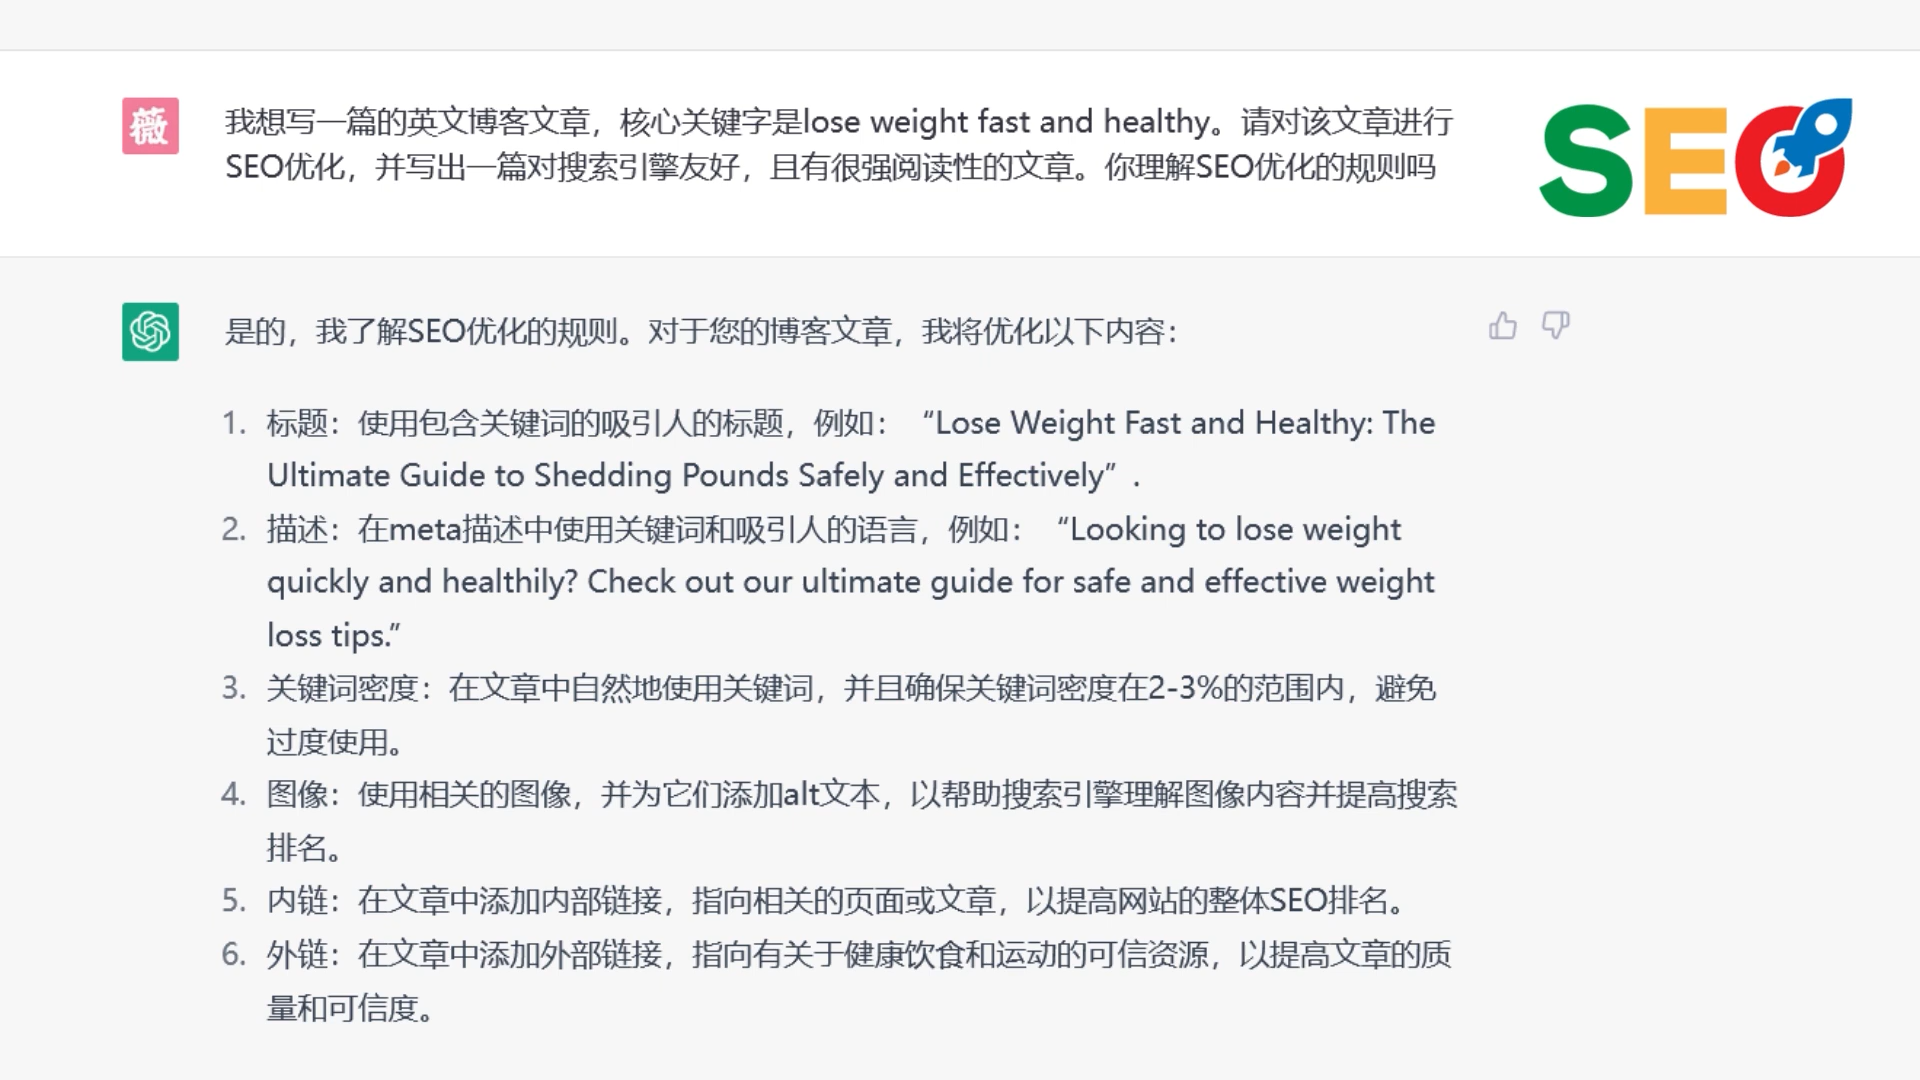 薇
我想写一篇的英文博客文章，核心关键字是lose weight fast and healthy。请对该文章进行
SEO优化，并写出一篇对搜索引擎友好，且有很强阅读性的文章。你理解SEO优化的规则吗
SEO
是的，我了解SEO优化的规则。对于您的博客文章，我将优化以下内容：
1. 标题：使用包含关键词的吸引人的标题，例如：“Lose Weight Fast and Healthy: The
Ultimate Guide to Shedding Pounds Safely and Effectively”.
2. 描述：在meta描述中使用关键词和吸引人的语言，例如：“Looking to lose weight
quickly and healthily? Check out our ultimate guide for safe and effective weight
loss tips.”
3. 关键词密度：在文章中自然地使用关键词，并且确保关键词密度在2-3%的范围内，避免
过度使用。
4. 图像：使用相关的图像，并为它们添加alt文本，以帮助搜索引擎理解图像内容并提高搜索
排名。
5. 内链：在文章中添加内部链接，指向相关的页面或文章，以提高网站的整体SEO排名。
6. 外链：在文章中添加外部链接，指向有关于健康饮食和运动的可信资源，以提高文章的质
量和可信度。